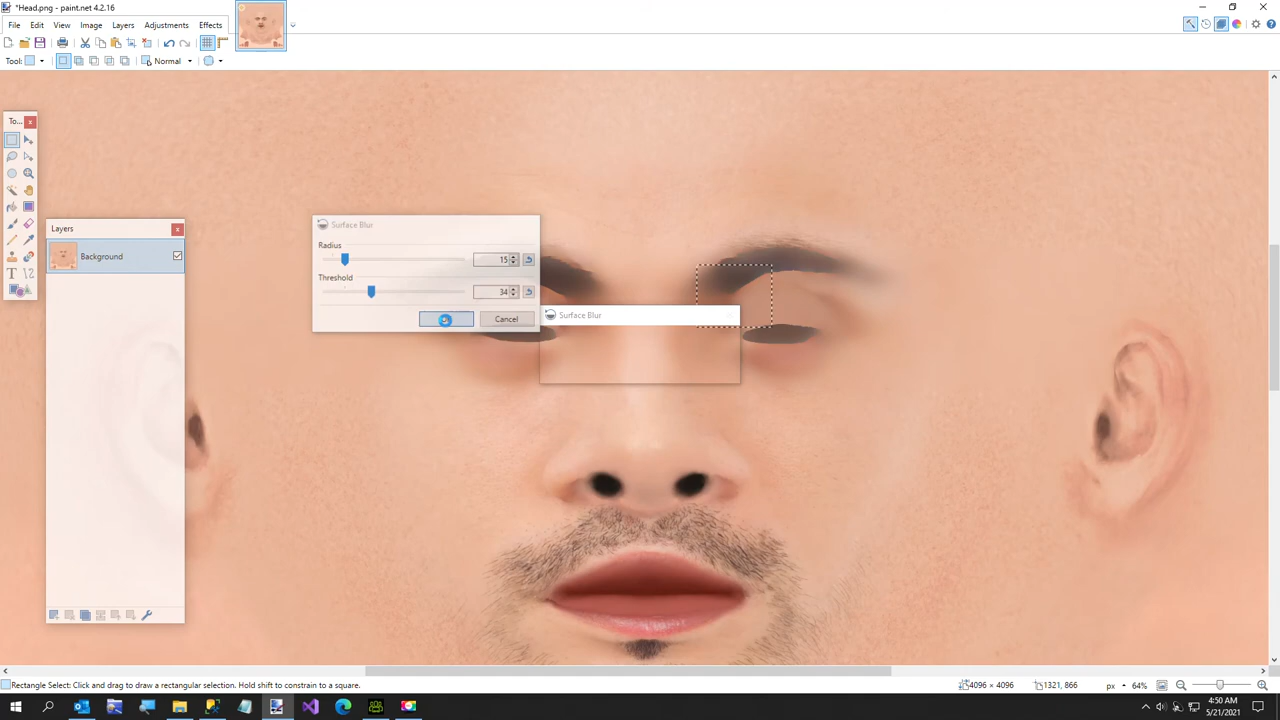 *Head.png - paint.net 4.2.16
File Edit View Image Layers Adjustments Effects
Tool: Normal
To...
Layers
Background
Surface Blur
Radius
15
Threshold
34
Cancel
Surface Blur
Rectangle Select: Click and drag to draw a rectangular selection. Hold shift to constrain to a square.
4096 × 4096
1321, 866
px
64%
4:50 AM
5/21/2021